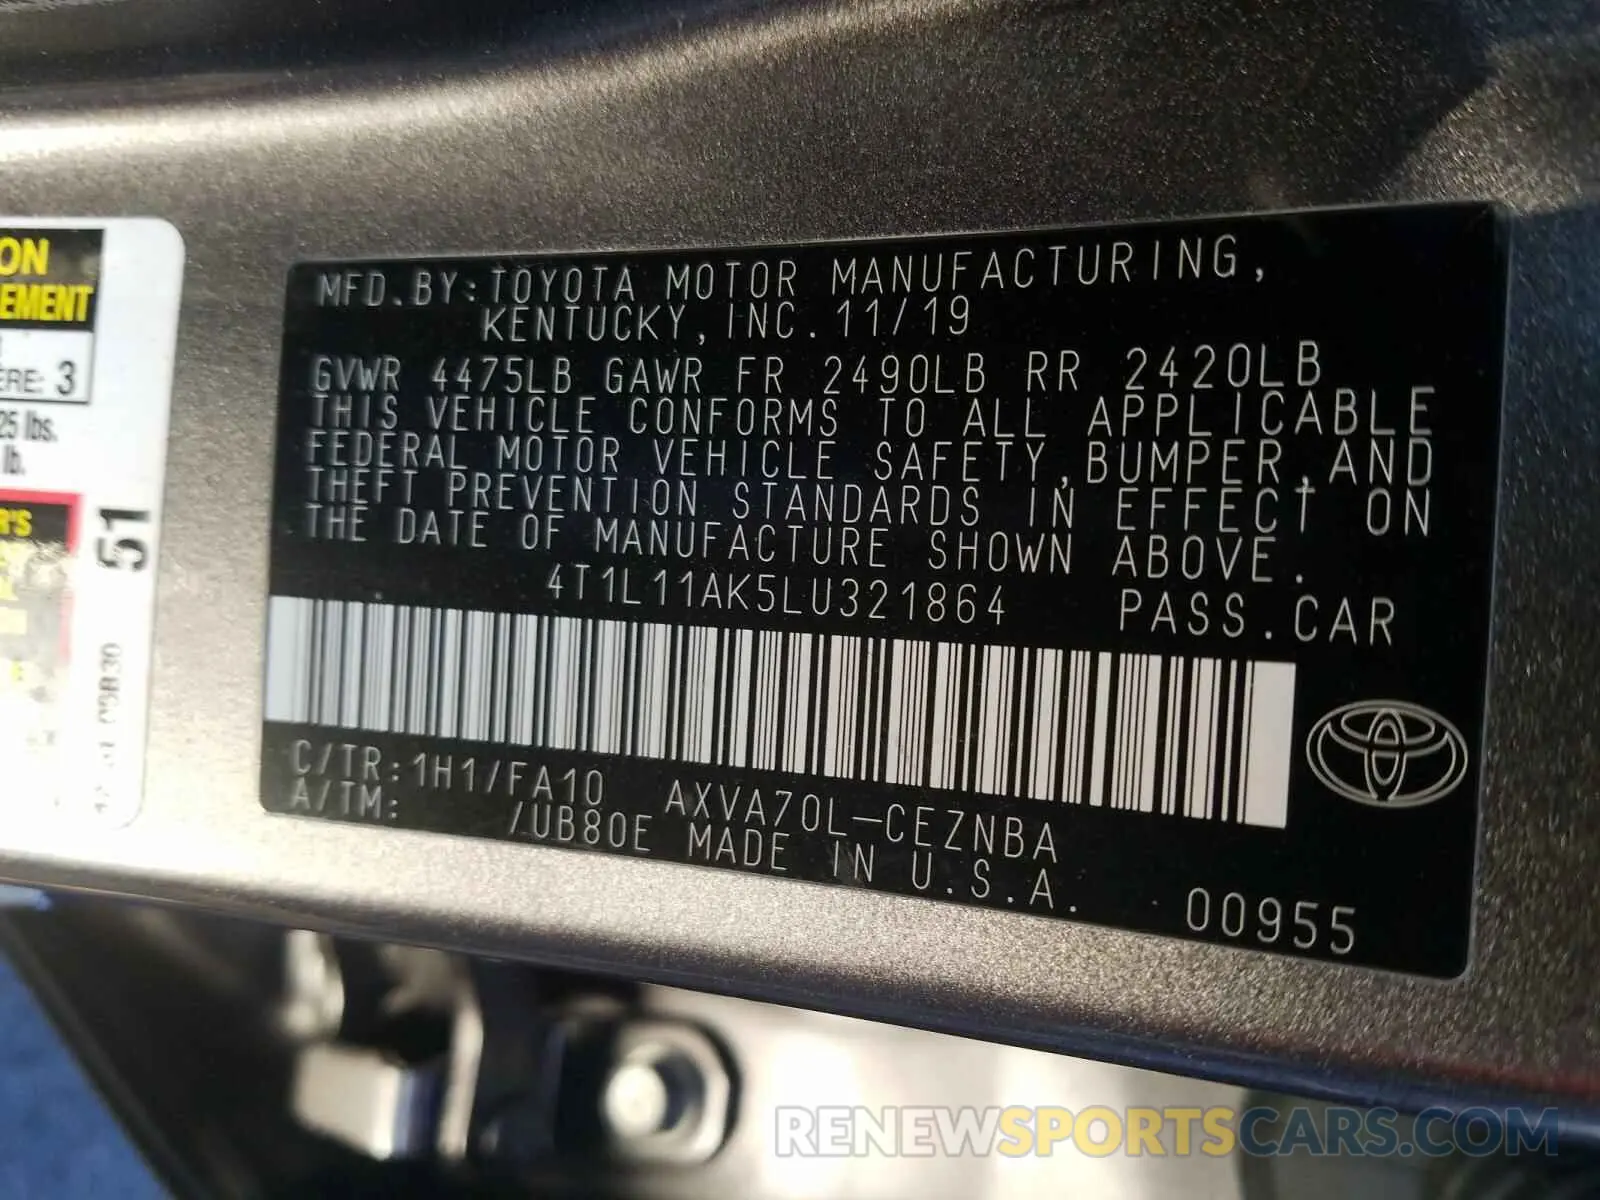 ON
EMENT
ERE: 3
25 lbs.
lb.
R'S
AL
51
05B30
MFD.BY:TOYOTA MOTOR MANUFACTURING,
KENTUCKY, INC. 11/19
GVWR 4475LB GAWR FR 2490LB RR 2420LB
THIS VEHICLE CONFORMS TO ALL APPLICABLE
FEDERAL MOTOR VEHICLE SAFETY,BUMPER,AND
THEFT PREVENTION STANDARDS IN EFFECT ON
THE DATE OF MANUFACTURE SHOWN ABOVE.
4T1L11AK5LU321864 PASS.CAR
C/TR:1H1/FA10 AXVA70L-CEZNBA
A/TM: /UB80E MADE IN U.S.A.
00955
RENEWSPORTSCARS.COM